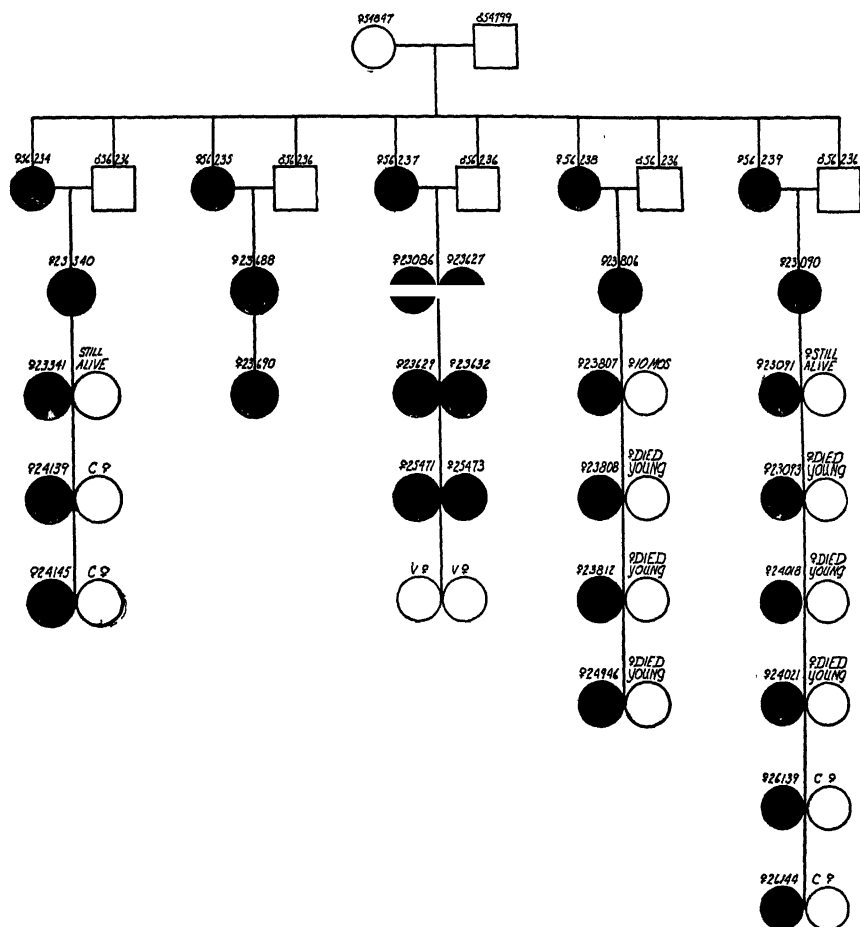 ♀51847 ♂54799
♀56234 ♂56236 ♀56235 ♂56236 ♀56237 ♂56236 ♀56238 ♂56236 ♀56239 ♂56236
♀23340 ♀23688 ♀23086 ♀23627 ♀23806 ♀23090
♀23341 STILL ALIVE ♀23690 ♀23629 ♀23632 ♀23807 ♀10 MOS ♀23091 ♀STILL ALIVE
♀24139 C ♀ ♀25471 ♀25473 ♀23808 ♀DIED YOUNG ♀23093 ♀DIED YOUNG
♀24145 C ♀ V ♀ V ♀ ♀23812 ♀DIED YOUNG ♀24018 ♀DIED YOUNG
♀24946 ♀DIED YOUNG ♀24021 ♀DIED YOUNG
♀26139 C ♀
♀26144 C ♀